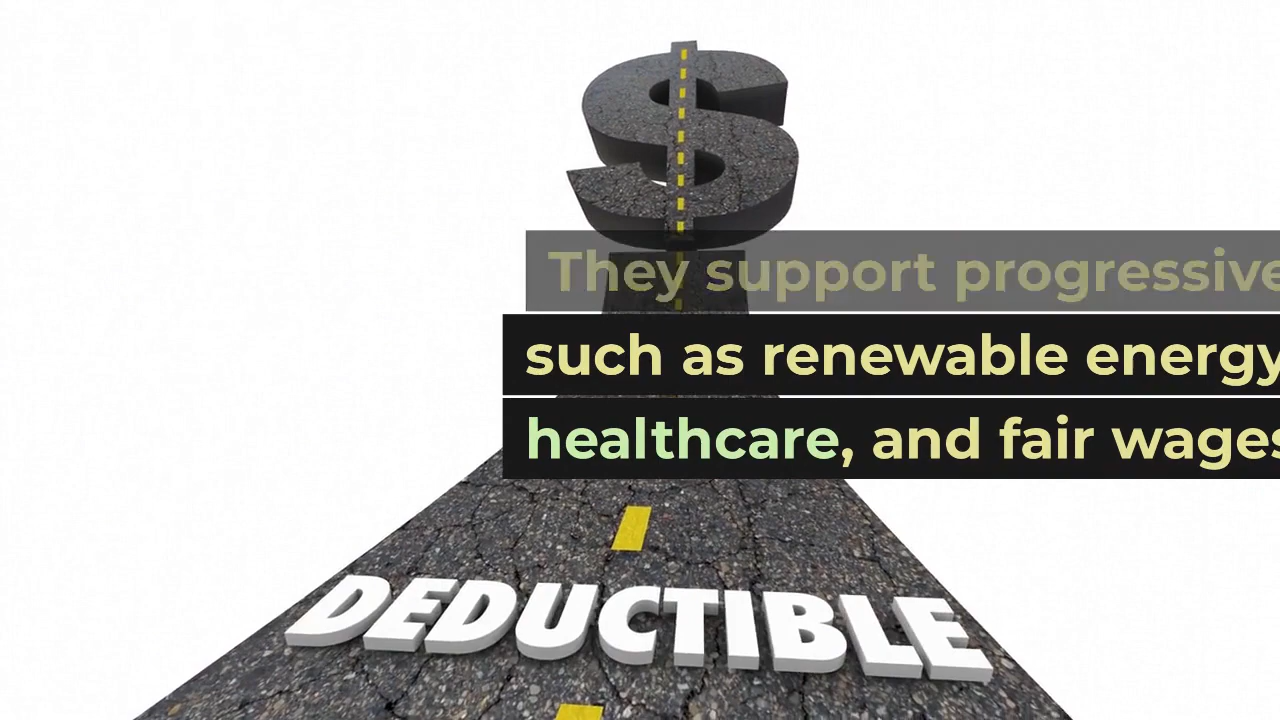 $
They support progressive
such as renewable energy
healthcare, and fair wages
DEDUCTIBLE